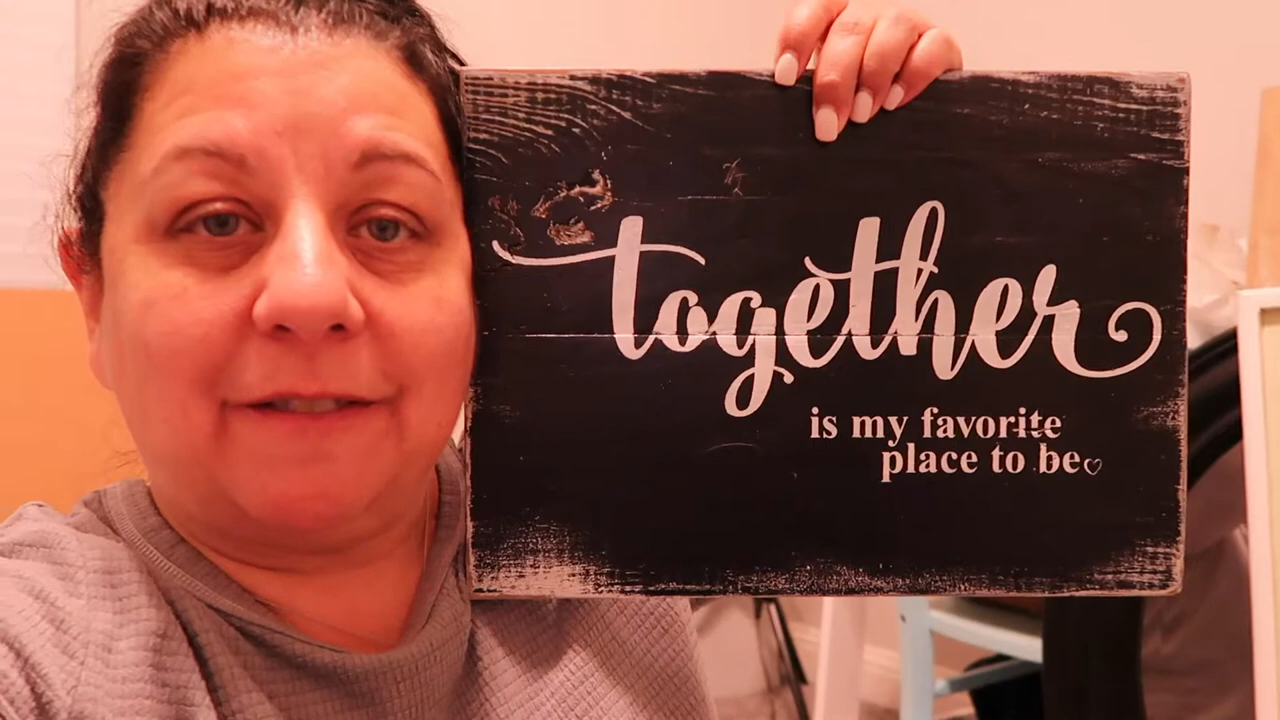 together
is my favorite
place to be♡